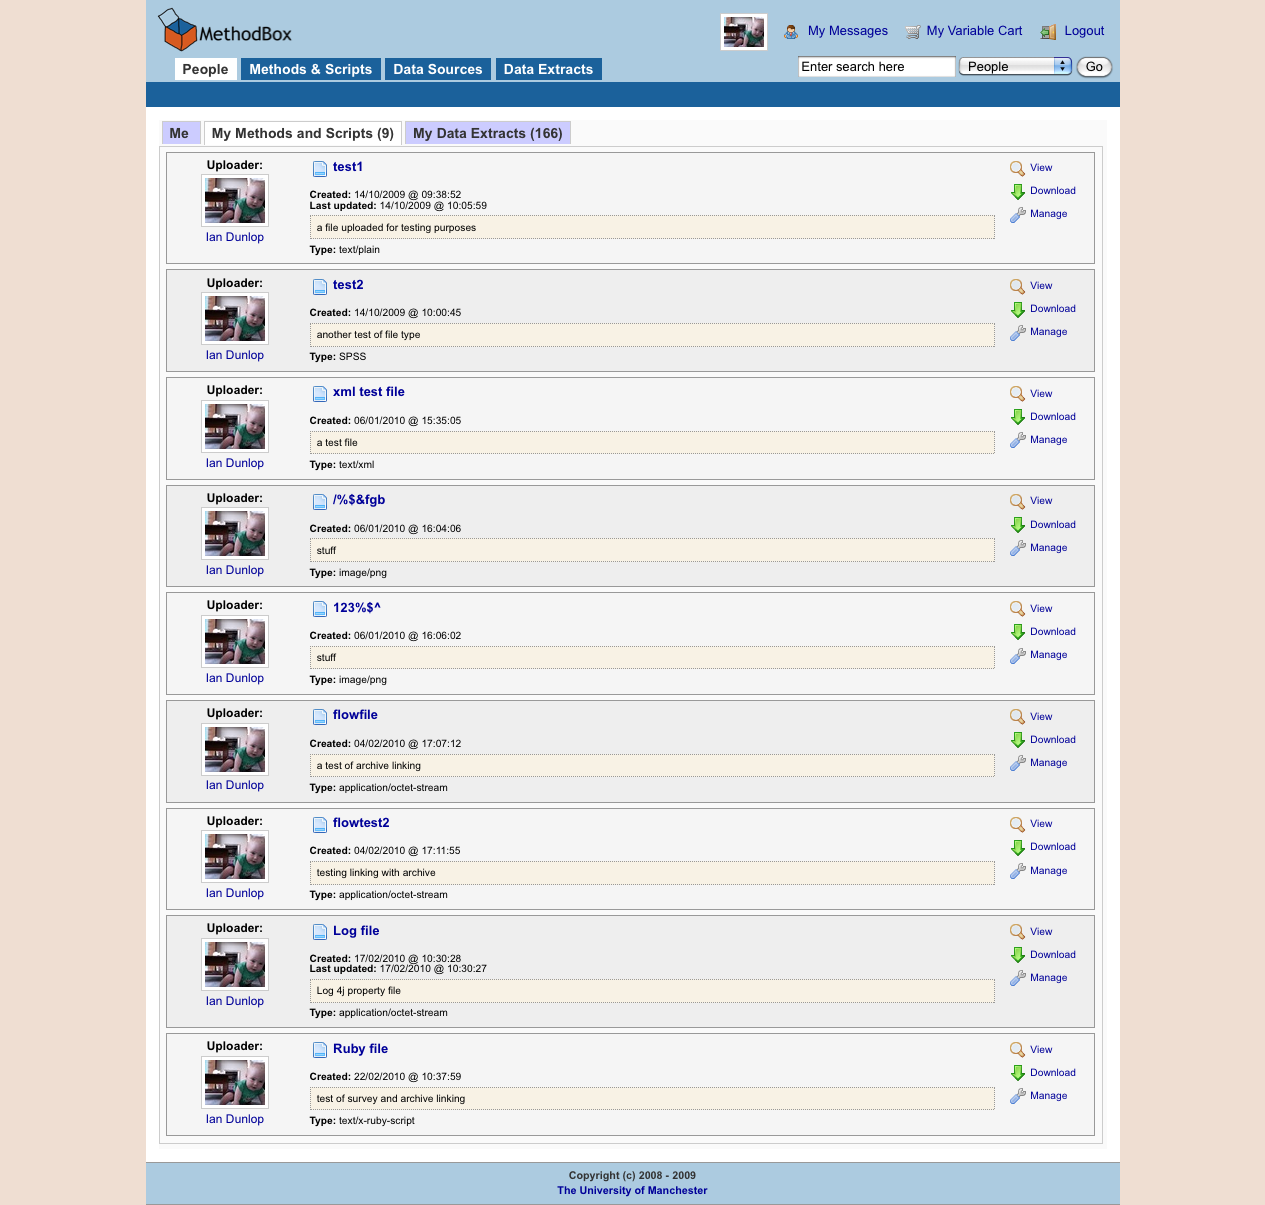 MethodBox
My Messages My Variable Cart Logout
People Methods & Scripts Data Sources Data Extracts Enter search here People Go
Me My Methods and Scripts (9) My Data Extracts (166)
Uploader: test1 View
Created: 14/10/2009 @ 09:38:52 Download
Last updated: 14/10/2009 @ 10:05:59
Manage
a file uploaded for testing purposes
Ian Dunlop
Type: text/plain
Uploader: test2 View
Created: 14/10/2009 @ 10:00:45 Download
another test of file type Manage
Ian Dunlop Type: SPSS
Uploader: xml test file View
Created: 06/01/2010 @ 15:35:05 Download
a test file Manage
Ian Dunlop Type: text/xml
Uploader: /%$&fgb View
Created: 06/01/2010 @ 16:04:06 Download
stuff Manage
Ian Dunlop Type: image/png
Uploader: 123%$^ View
Created: 06/01/2010 @ 16:06:02 Download
stuff Manage
Ian Dunlop Type: image/png
Uploader: flowfile View
Created: 04/02/2010 @ 17:07:12 Download
a test of archive linking Manage
Ian Dunlop Type: application/octet-stream
Uploader: flowtest2 View
Created: 04/02/2010 @ 17:11:55 Download
testing linking with archive Manage
Ian Dunlop Type: application/octet-stream
Uploader: Log file View
Created: 17/02/2010 @ 10:30:28 Download
Last updated: 17/02/2010 @ 10:30:27
Manage
Log 4j property file
Ian Dunlop
Type: application/octet-stream
Uploader: Ruby file View
Created: 22/02/2010 @ 10:37:59 Download
test of survey and archive linking Manage
Ian Dunlop Type: text/x-ruby-script
Copyright (c) 2008 - 2009
The University of Manchester